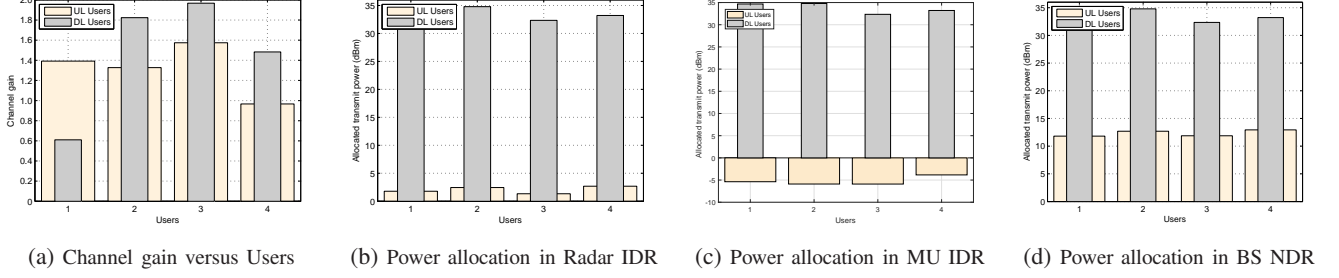 UL Users
DL Users
2.0
1.8
1.6
1.4
1.2
1.0
0.8
0.6
0.4
0.2
0
Channel gain
1 2 3 4
Users
(a) Channel gain versus Users
UL Users
DL Users
35
30
25
20
15
10
5
0
Allocated transmit power (dBm)
1 2 3 4
Users
(b) Power allocation in Radar IDR
UL Users
DL Users
35
30
25
20
15
10
5
0
-5
-10
Allocated transmit power (dBm)
1 2 3 4
Users
(c) Power allocation in MU IDR
UL Users
DL Users
35
30
25
20
15
10
5
0
Allocated transmit power (dBm)
1 2 3 4
Users
(d) Power allocation in BS NDR